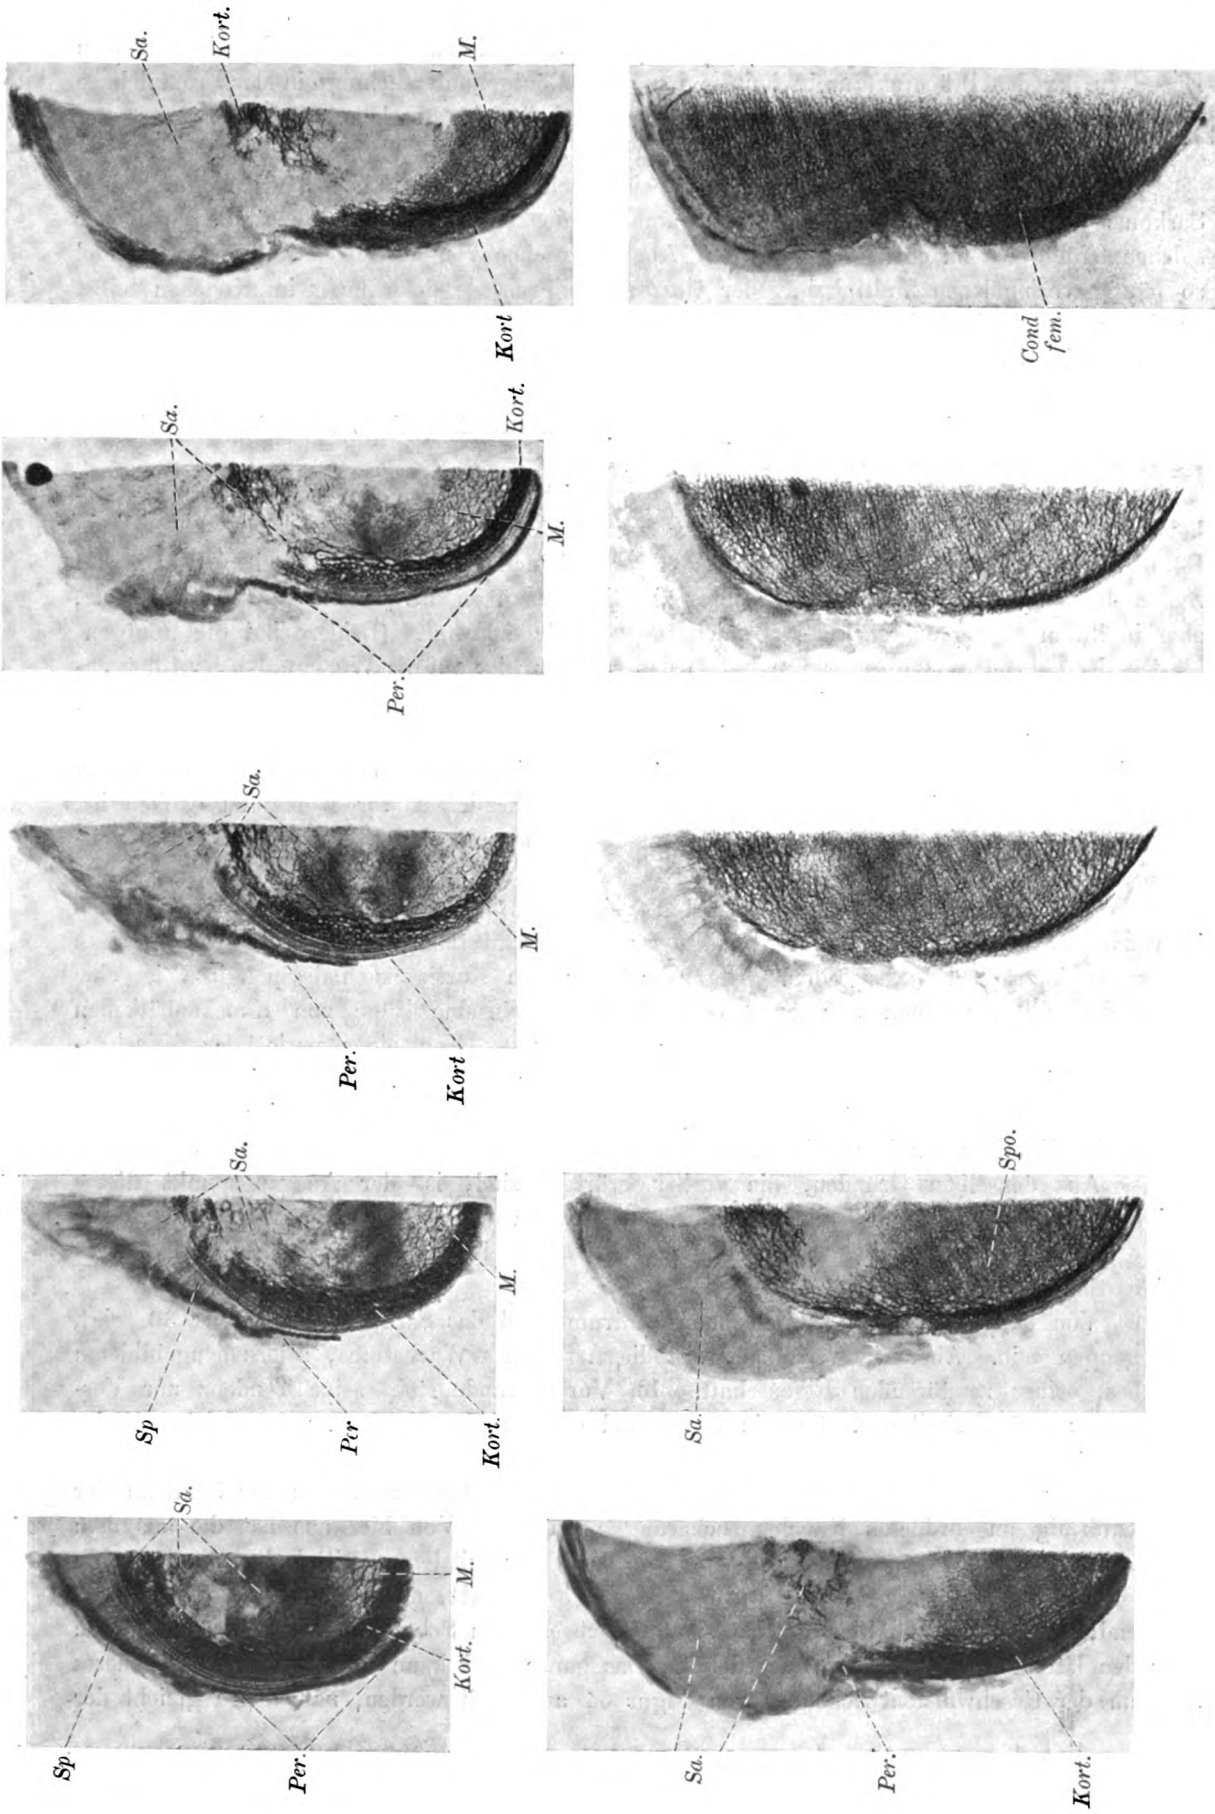 Sp
Sa.
Per.
Kort.
M.
Sp
Sa.
Per
Kort.
M.
Sa.
Per.
Kort
M.
Sa.
Per.
Kort.
M.
Sa.
Kort.
M.
Kort
Sa.
Per.
Kort.
Sa.
Spo.
Cond
fem.